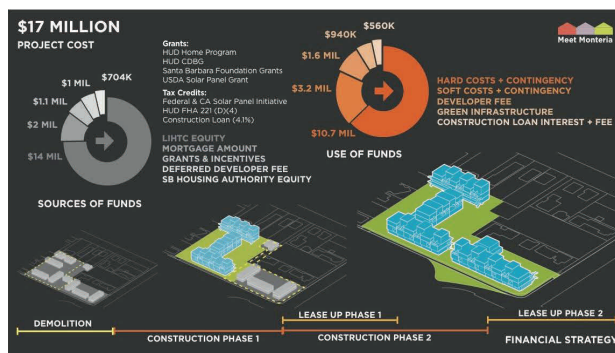 $17 MILLION
PROJECT COST
$704K
$1 MIL
$1.1 MIL
$2 MIL
$14 MIL
SOURCES OF FUNDS
Grants:
HUD Home Program
HUD CDBG
Santa Barbara Foundation Grants
USDA Solar Panel Grant
Tax Credits:
Federal & CA Solar Panel Initiative
HUD FHA 221 (D)(4)
Construction Loan (4.1%)
LIHTC EQUITY
MORTGAGE AMOUNT
GRANTS & INCENTIVES
DEFERRED DEVELOPER FEE
SB HOUSING AUTHORITY EQUITY
$560K
$940K
$1.6 MIL
$3.2 MIL
$10.7 MIL
USE OF FUNDS
Meet Monteria
HARD COSTS + CONTINGENCY
SOFT COSTS + CONTINGENCY
DEVELOPER FEE
GREEN INFRASTRUCTURE
CONSTRUCTION LOAN INTEREST + FEE
LEASE UP PHASE 1
LEASE UP PHASE 2
DEMOLITION
CONSTRUCTION PHASE 1
CONSTRUCTION PHASE 2
FINANCIAL STRATEG